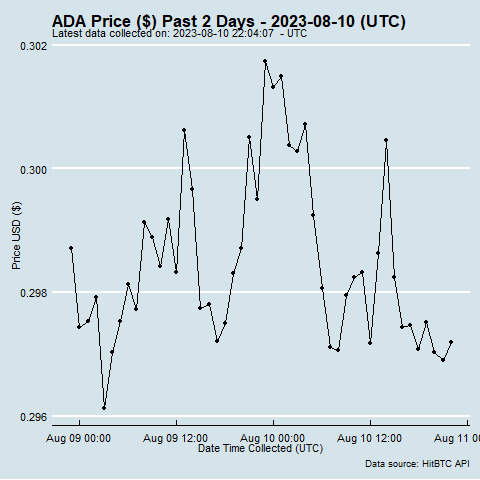 ADA Price ($) Past 2 Days - 2023-08-10 (UTC)
Latest data collected on: 2023-08-10 22:04:07  - UTC
0.302
0.300
0.298
0.296
Price USD ($)
Aug 09 00:00 Aug 09 12:00 Aug 10 00:00 Aug 10 12:00 Aug 11 0
Date Time Collected (UTC)
Data source: HitBTC API